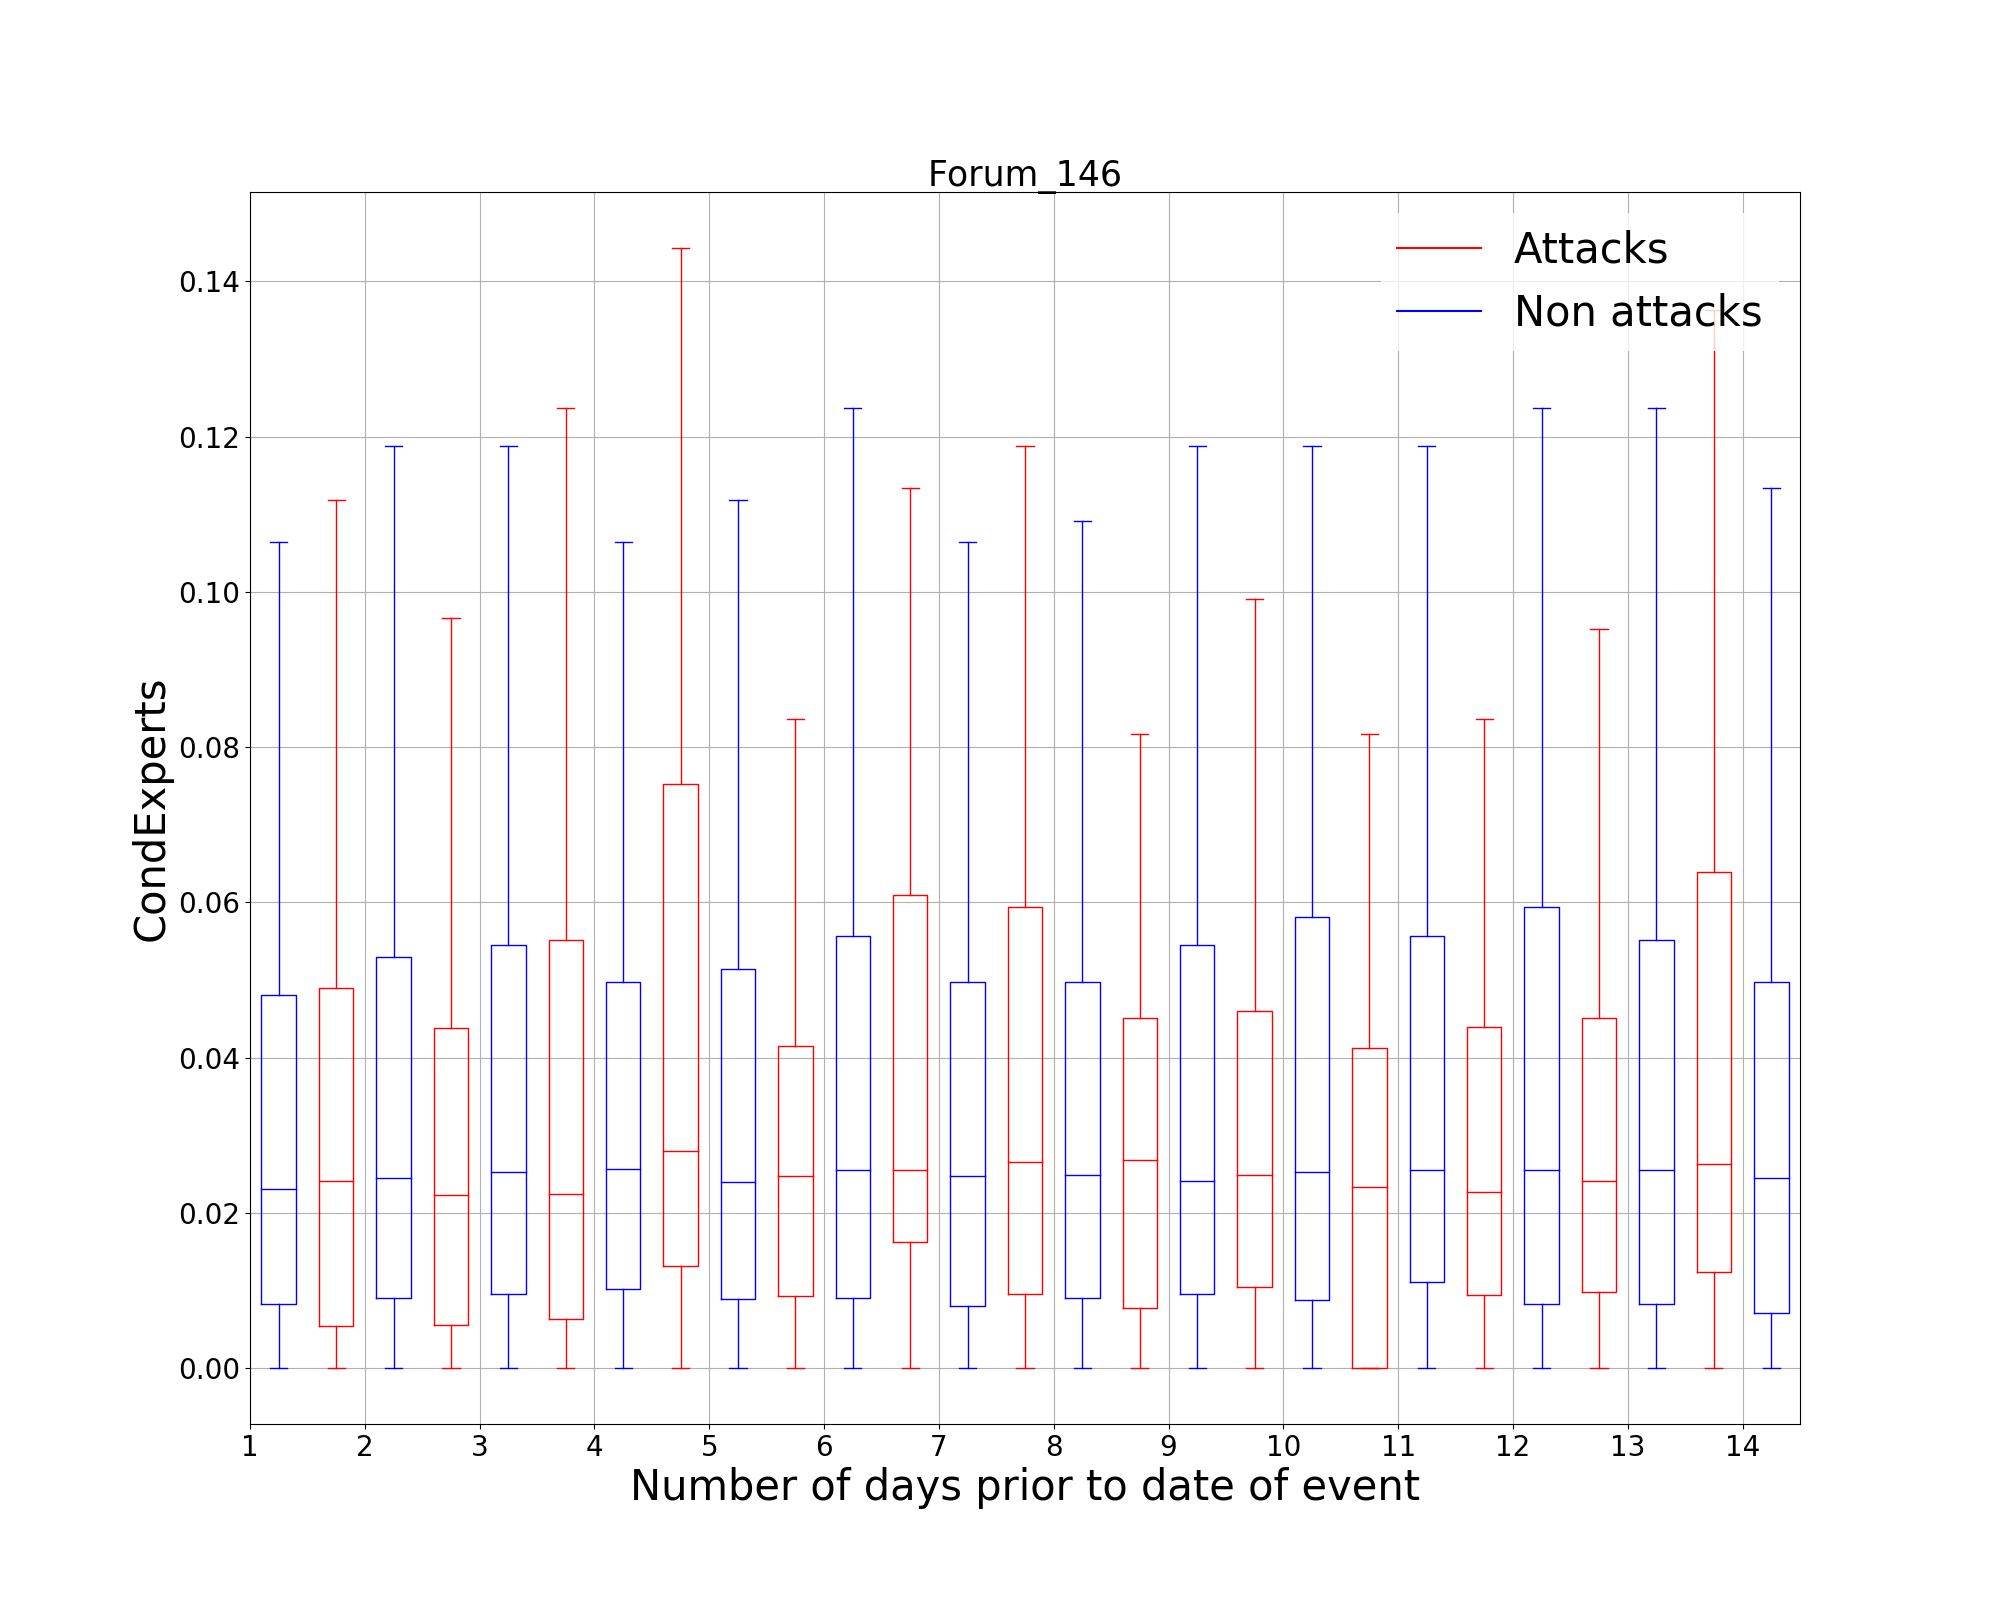 Forum_146
Attacks
Non attacks
CondExperts
0.14
0.12
0.10
0.08
0.06
0.04
0.02
0.00
1 2 3 4 5 6 7 8 9 10 11 12 13 14
Number of days prior to date of event